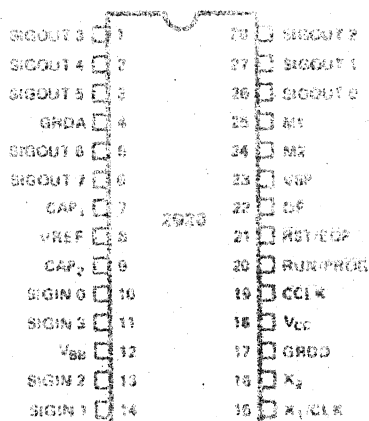 SIGOUT 3 1 28 SIGOUT 2
SIGOUT 4 2 27 SIGOUT 1
SIGOUT 5 3 26 SIGOUT 0
GRDA 4 25 M1
SIGOUT 6 5 24 M2
SIGOUT 7 6 23 VSP
CAP₁ 7 22 OF
VREF 8 21 RST/EOP
CAP₂ 9 20 RUN/PROG
SIGIN 0 10 19 CCLK
SIGIN 3 11 18 VCC
VBB 12 17 GRDD
SIGIN 2 13 16 X₂
SIGIN 1 14 15 X₁/CLK
2920